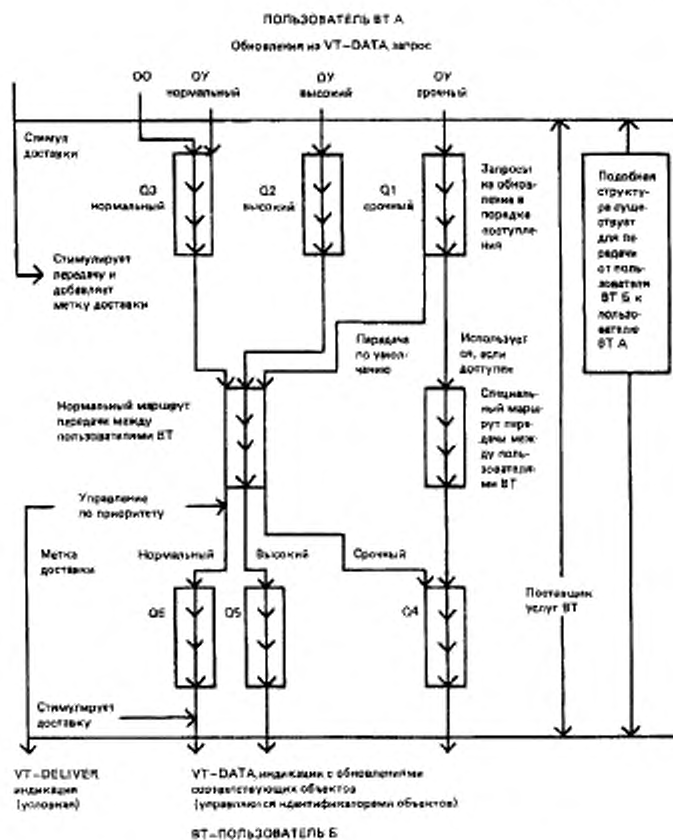 ПОЛЬЗОВАТЕЛЬ ВТ А
Обновления из VT-DATA, запрос
ОО
ОУ
нормальный
ОУ
высокий
ОУ
срочный
Стимул
доставки
Q3
нормальный
Q2
высокий
Q1
срочный
Запросы
на обнов-
ление в
порядке
поступле-
ния
Подобная
структу-
ра суще-
ствует
для пе-
редачи
от поль-
зователя
ВТ Б к
пользо-
вателю
ВТ А
Стимулирует
передачу и
добавляет
метку доставки
Передача
по умол-
чанию
Использует
ся, если
доступен
Нормальный маршрут
передачи между
пользователями ВТ
Специаль-
ный марш-
рут пере-
дачи меж-
ду поль-
зователя-
ми ВТ
Управление
по приоритету
Метка
доставки
Нормальный
Высокий
Срочный
Q6
Q5
Q4
Поставщик
услуг ВТ
Стимулирует
доставку
VT-DELIVER
индикация
(условная)
VT-DATA, индикации с обновлениями
соответствующих объектов
(управляются идентификаторами объектов)
ВТ-ПОЛЬЗОВАТЕЛЬ Б